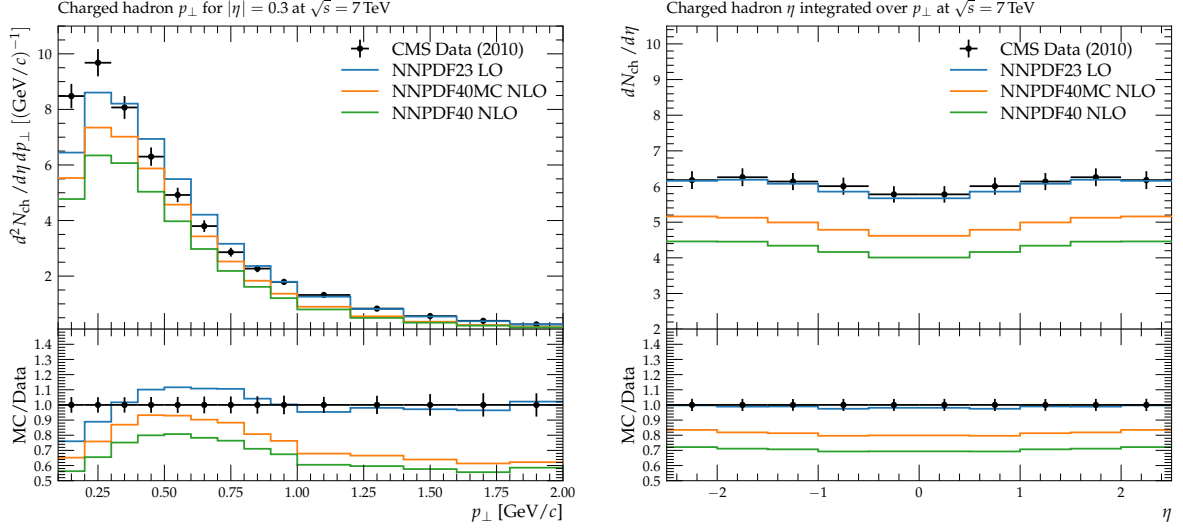 Charged hadron p⊥ for |η| = 0.3 at √s = 7 TeV
d²N_ch / dη dp⊥ [(GeV/c)⁻¹]
10
8
6
4
2
CMS Data (2010)
NNPDF23 LO
NNPDF40MC NLO
NNPDF40 NLO
MC/Data
1.4
1.3
1.2
1.1
1.0
0.9
0.8
0.7
0.6
0.5
0.25 0.50 0.75 1.00 1.25 1.50 1.75 2.00
p⊥ [GeV/c]
Charged hadron η integrated over p⊥ at √s = 7 TeV
dN_ch / dη
10
9
8
7
6
5
4
3
2
CMS Data (2010)
NNPDF23 LO
NNPDF40MC NLO
NNPDF40 NLO
MC/Data
1.4
1.3
1.2
1.1
1.0
0.9
0.8
0.7
0.6
0.5
−2 −1 0 1 2
η